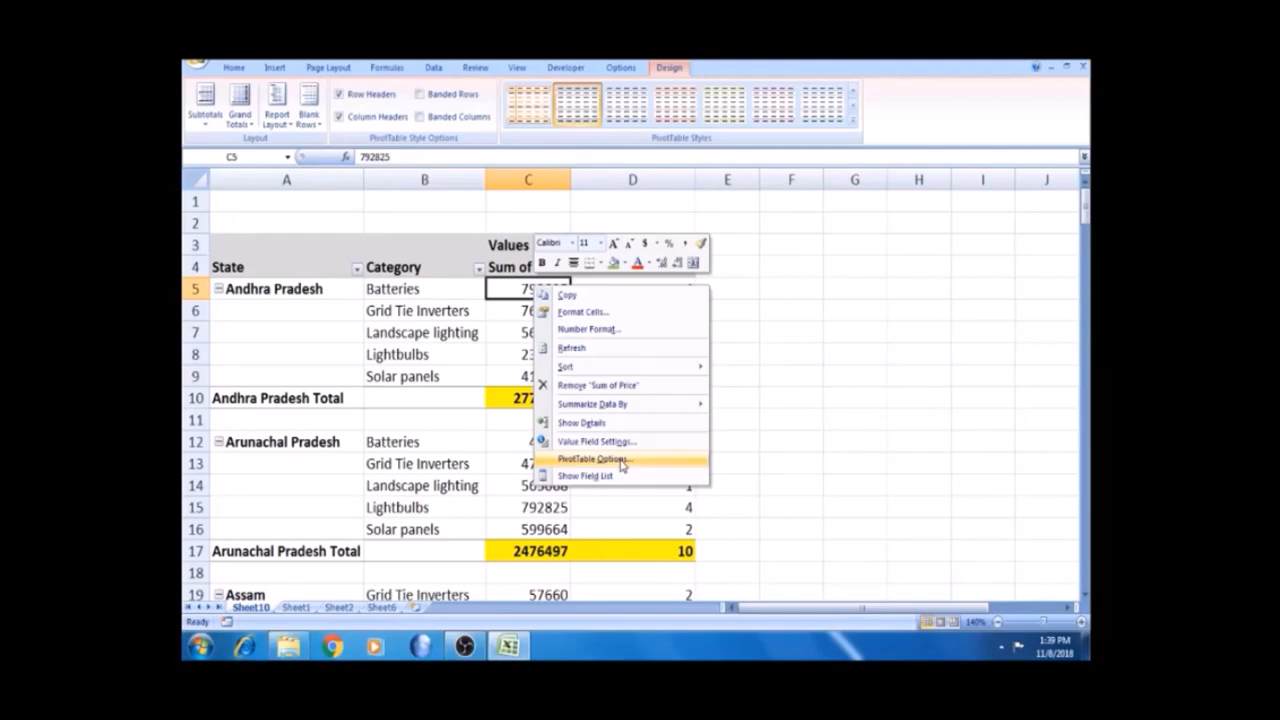 Home Insert Page Layout Formulas Data Review View Developer Options Design
Subtotals Grand Totals Report Layout Blank Rows
Row Headers Banded Rows
Column Headers Banded Columns
Layout PivotTable Style Options PivotTable Styles
C5 fx 792825
A B C D E F G H I J
1
2
3 Values
4 State Category Sum of
5 Andhra Pradesh Batteries
6 Grid Tie Inverters
7 Landscape lighting
8 Lightbulbs
9 Solar panels
10 Andhra Pradesh Total
11
12 Arunachal Pradesh Batteries
13 Grid Tie Inverters
14 Landscape lighting 1
15 Lightbulbs 792825 4
16 Solar panels 599664 2
17 Arunachal Pradesh Total 2476497 10
18
19 Assam Grid Tie Inverters 57660 2
Calibri 11 A A $ % ,
B I A
Copy
Format Cells...
Number Format...
Refresh
Sort
Remove "Sum of Price"
Summarize Data By
Show Details
Value Field Settings...
PivotTable Options...
Show Field List
Sheet10 Sheet1 Sheet2 Sheet6
Ready 140%
1:39 PM
11/8/2018